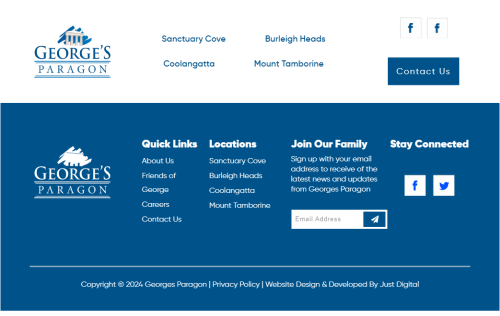 GEORGE'S
PARAGON
Sanctuary Cove
Burleigh Heads
Coolangatta
Mount Tamborine
Contact Us
GEORGE'S
PARAGON
Quick Links
About Us
Friends of
George
Careers
Contact Us
Locations
Sanctuary Cove
Burleigh Heads
Coolangatta
Mount Tamborine
Join Our Family
Sign up with your email
address to receive of the
latest news and updates
from Georges Paragon
Email Address
Stay Connected
Copyright © 2024 Georges Paragon | Privacy Policy | Website Design & Developed By Just Digital